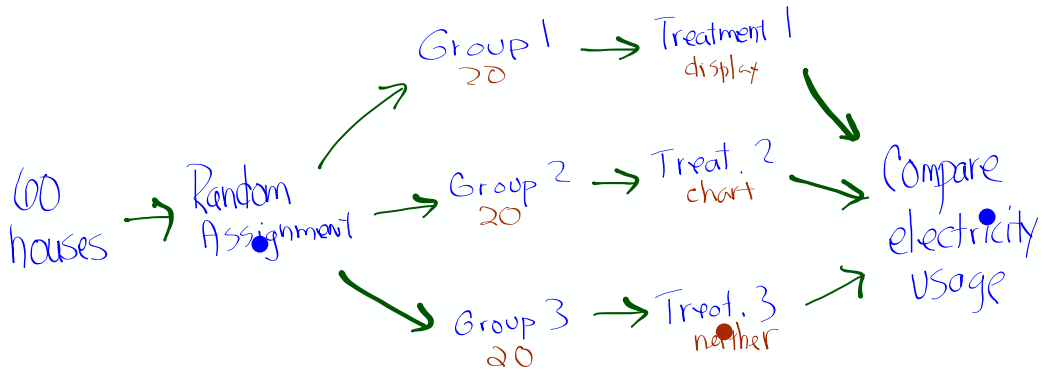 60
houses
Random
Assignment
Group 1
20
Treatment 1
display
Group 2
20
Treat. 2
chart
Group 3
20
Treat. 3
neither
Compare
electricity
usage